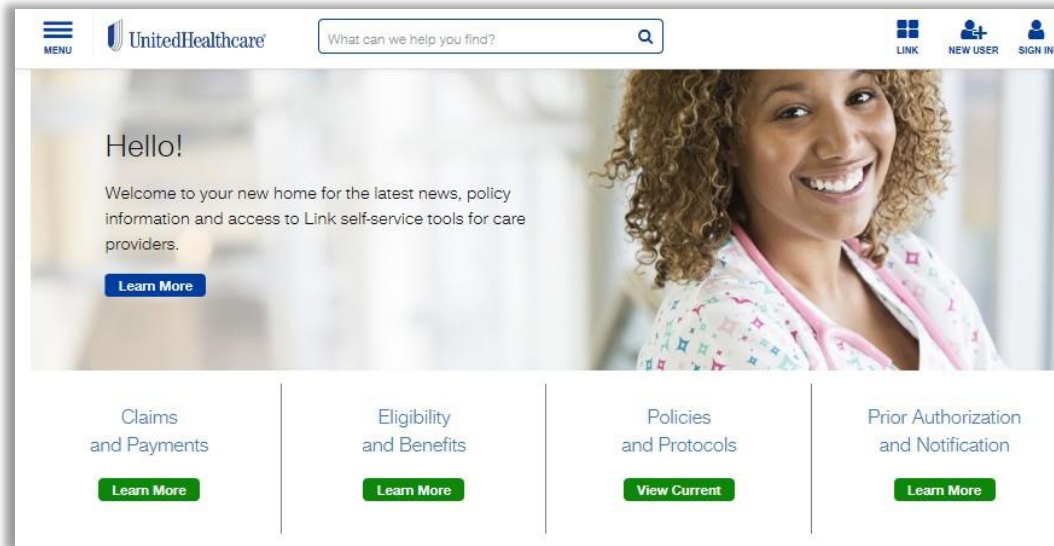 MENU
UnitedHealthcare®
What can we help you find?
LINK
NEW USER
SIGN IN
Hello!
Welcome to your new home for the latest news, policy
information and access to Link self-service tools for care
providers.
Learn More
Claims
and Payments
Learn More
Eligibility
and Benefits
Learn More
Policies
and Protocols
View Current
Prior Authorization
and Notification
Learn More